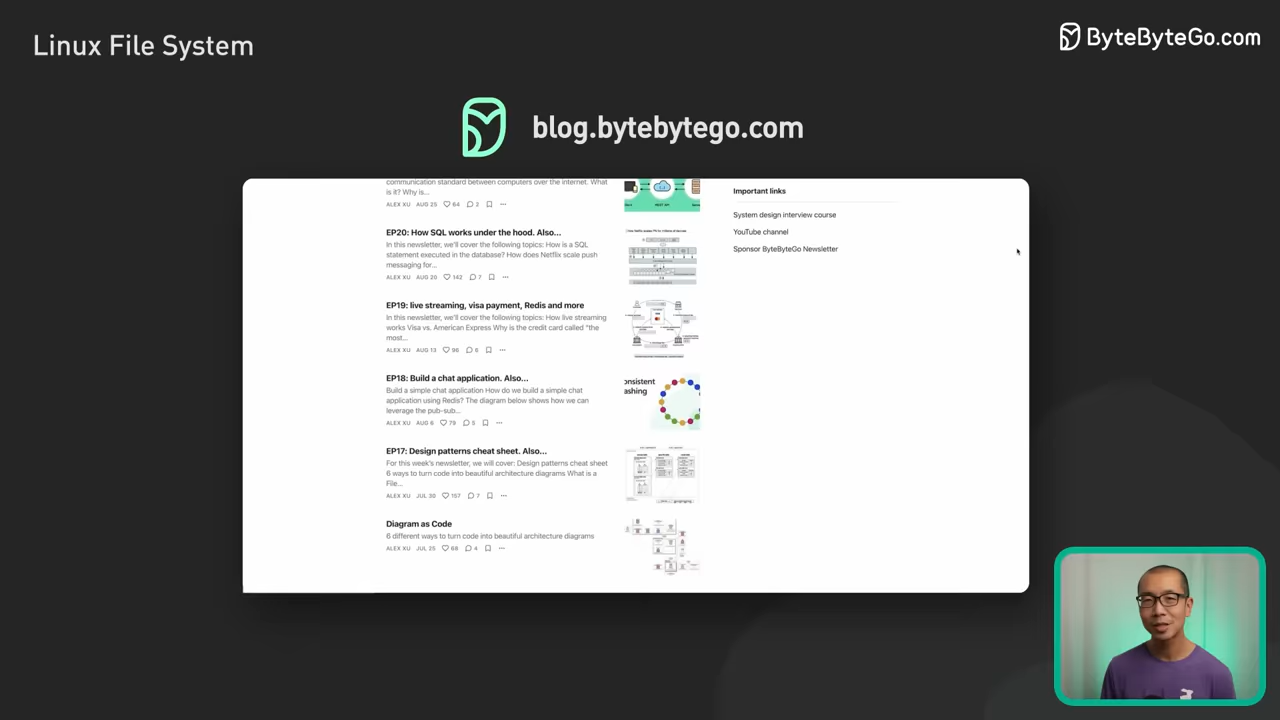 Linux File System
ByteByteGo.com
blog.bytebytego.com
communication standard between computers over the internet. What
is it? Why is...
ALEX XU AUG 25 64 2
EP20: How SQL works under the hood. Also...
In this newsletter, we'll cover the following topics: How is a SQL
statement executed in the database? How does Netflix scale push
messaging for...
ALEX XU AUG 20 142 7
EP19: live streaming, visa payment, Redis and more
In this newsletter, we'll cover the following topics: How live streaming
works Visa vs. American Express Why is the credit card called "the
most...
ALEX XU AUG 13 96 6
EP18: Build a chat application. Also...
Build a simple chat application How do we build a simple chat
application using Redis? The diagram below shows how we can
leverage the pub-sub...
ALEX XU AUG 6 79 5
onsistent
ashing
EP17: Design patterns cheat sheet. Also...
For this week's newsletter, we will cover: Design patterns cheat sheet
6 ways to turn code into beautiful architecture diagrams What is a
File...
ALEX XU JUL 30 157 7
Diagram as Code
6 different ways to turn code into beautiful architecture diagrams
ALEX XU JUL 25 68 4
Important links
System design interview course
YouTube channel
Sponsor ByteByteGo Newsletter